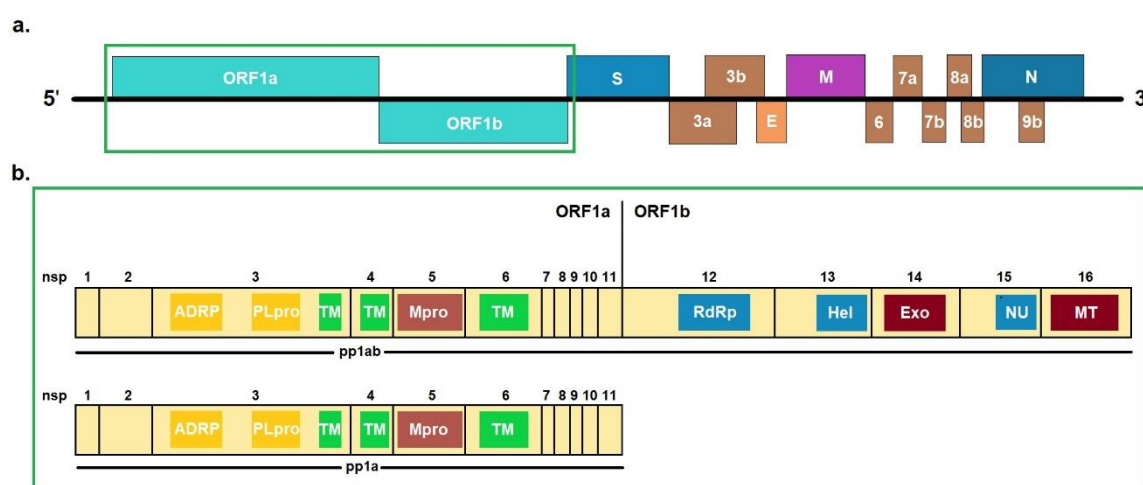 a.
ORF1a S 3b M 7a 8a N
5' 3
ORF1b 3a E 6 7b 8b 9b
b.
ORF1a ORF1b
nsp 1 2 3 4 5 6 7 8 9 10 11 12 13 14 15 16
ADRP PLpro TM TM Mpro TM RdRp Hel Exo NU MT
pp1ab
nsp 1 2 3 4 5 6 7 8 9 10 11
ADRP PLpro TM TM Mpro TM
pp1a